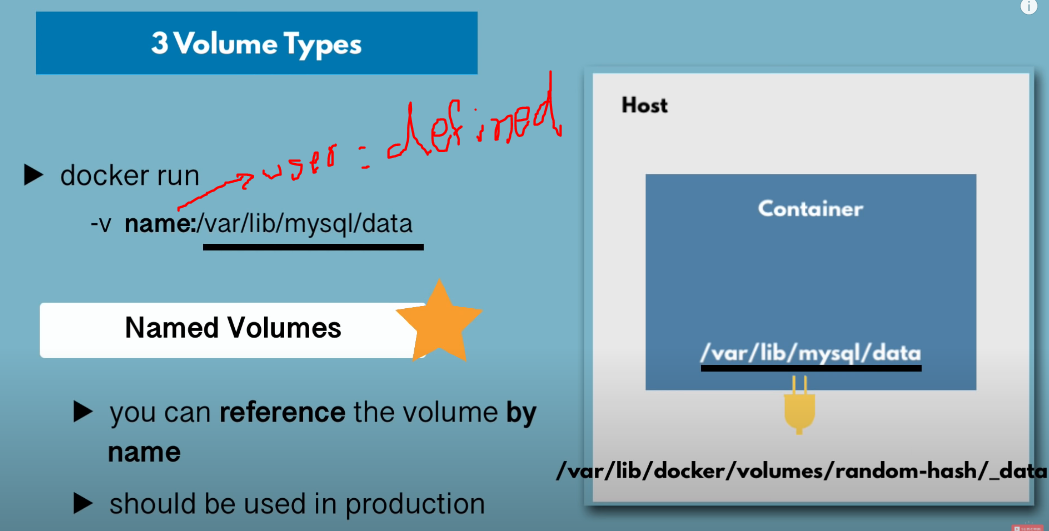 3 Volume Types
user = defined
▶ docker run
-v name:/var/lib/mysql/data
Named Volumes
▶ you can reference the volume by
name
▶ should be used in production
Host
Container
/var/lib/mysql/data
/var/lib/docker/volumes/random-hash/_data